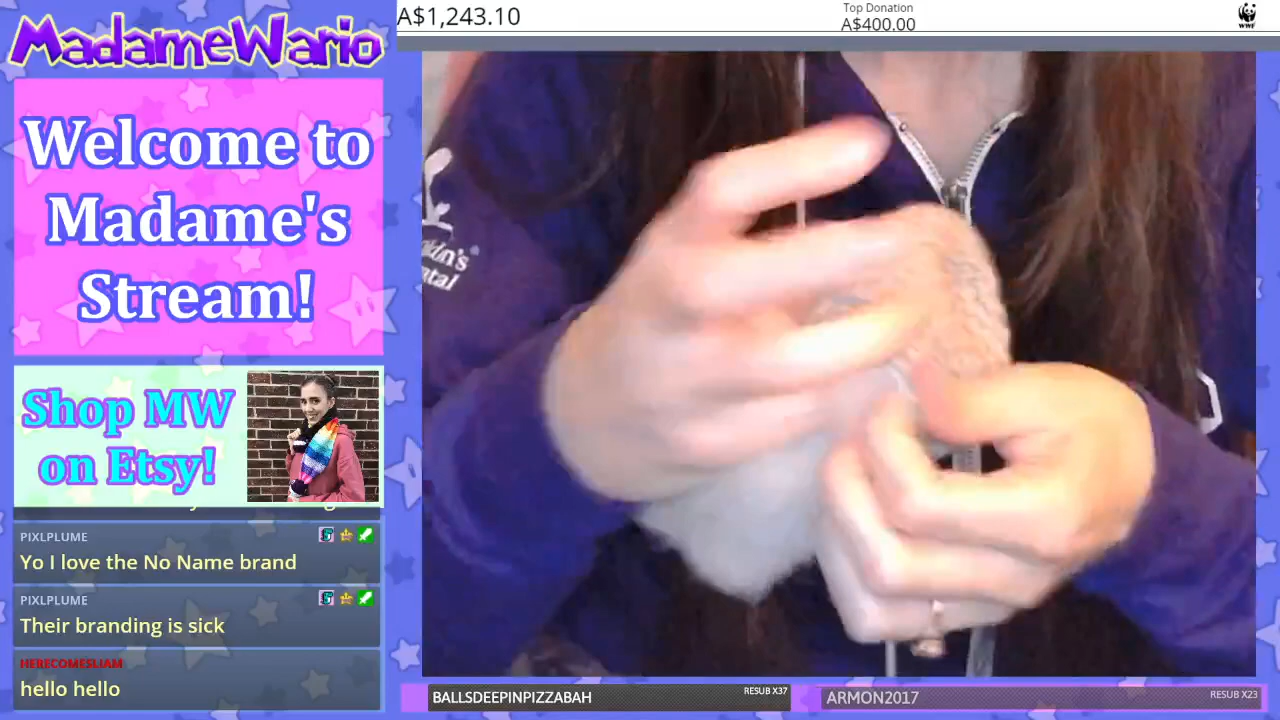 MadameWario
Welcome to
Madame's
Stream!
Shop MW
on Etsy!
PIXLPLUME
Yo I love the No Name brand
PIXLPLUME
Their branding is sick
HERECOMESLIAM
hello hello
A$1,243.10
Top Donation
A$400.00
WWF
BALLSDEEPINPIZZABAH
RESUB X37
ARMON2017
RESUB X23